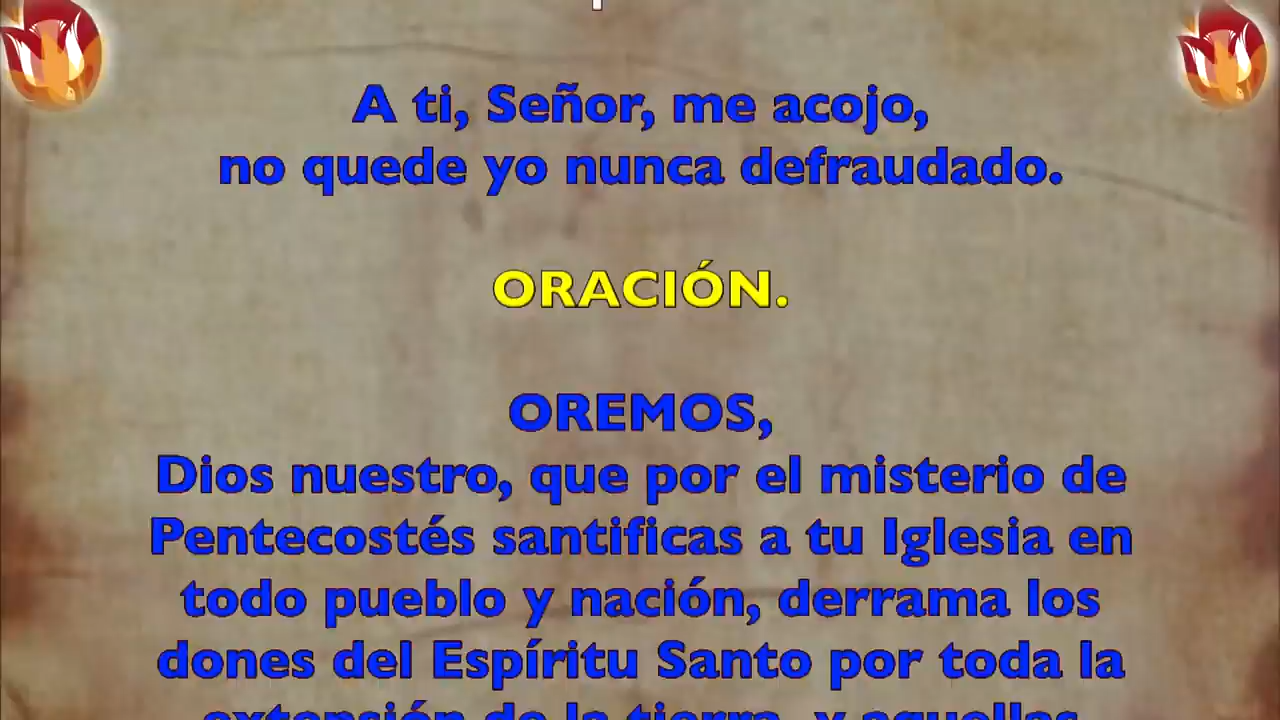 A ti, Señor, me acojo,
no quede yo nunca defraudado.
ORACIÓN.
OREMOS,
Dios nuestro, que por el misterio de
Pentecostés santificas a tu Iglesia en
todo pueblo y nación, derrama los
dones del Espíritu Santo por toda la
extensión de la tierra, y aquellas